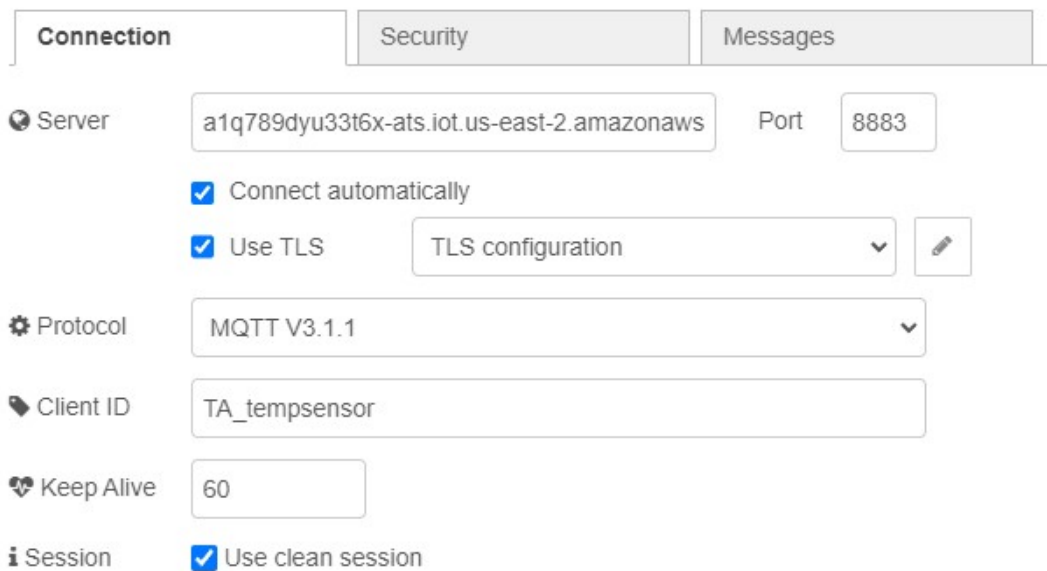 Connection Security Messages
Server a1q789dyu33t6x-ats.iot.us-east-2.amazonaws Port 8883
Connect automatically
Use TLS TLS configuration
Protocol MQTT V3.1.1
Client ID TA_tempsensor
Keep Alive 60
Session Use clean session